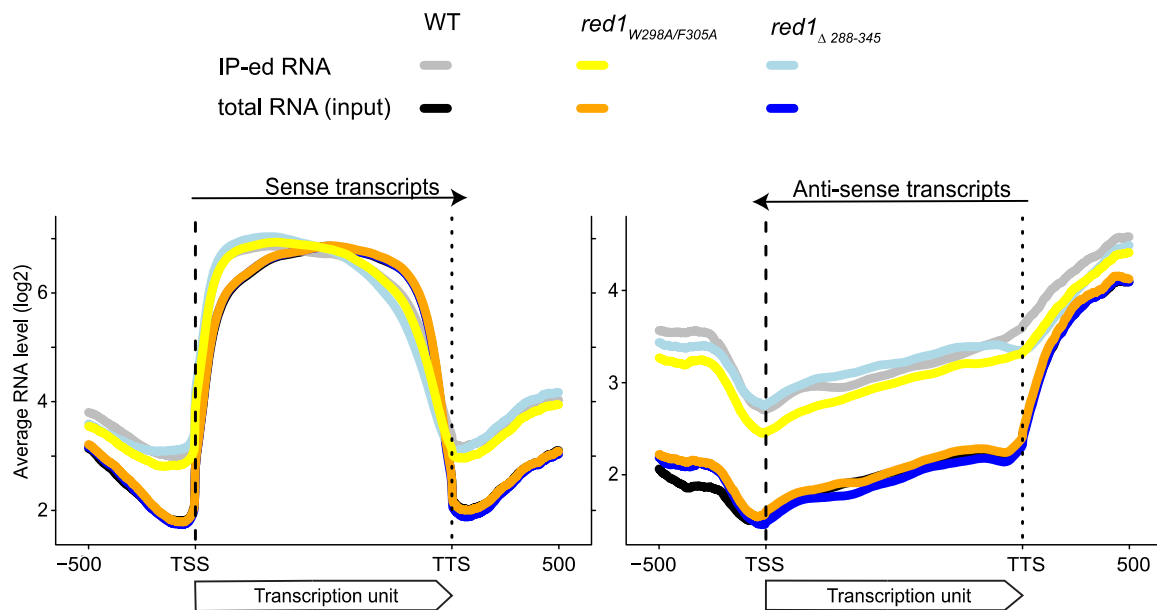 WT red1W298A/F305A red1Δ 288-345
IP-ed RNA
total RNA (input)
Sense transcripts Anti-sense transcripts
Average RNA level (log2)
6
4
2
4
3
2
−500 TSS TTS 500 −500 TSS TTS 500
Transcription unit Transcription unit